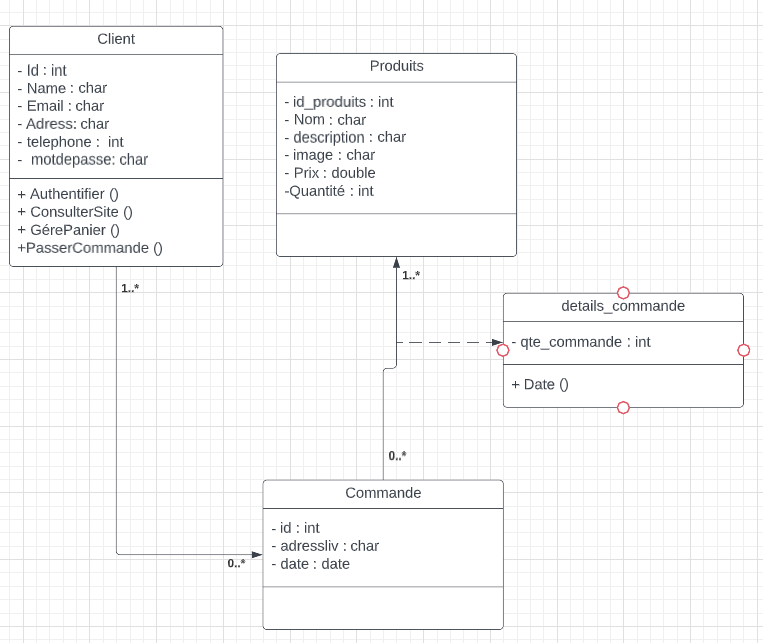 Client
- Id : int
- Name : char
- Email : char
- Adress: char
- telephone :  int
-  motdepasse: char
+ Authentifier ()
+ ConsulterSite ()
+ GérePanier ()
+PasserCommande ()
1..*
Produits
- id_produits : int
- Nom : char
- description : char
- image : char
- Prix : double
-Quantité : int
1..*
details_commande
- qte_commande : int
+ Date ()
0..*
Commande
- id : int
- adressliv : char
- date : date
0..*